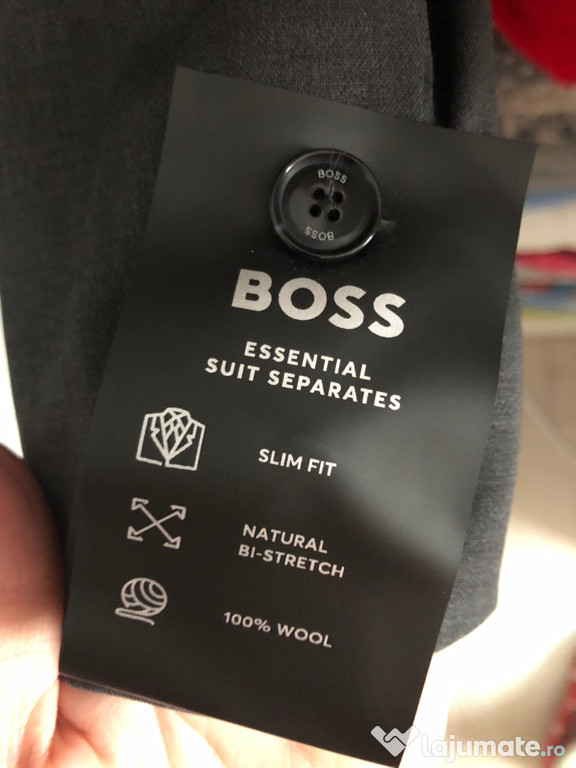 BOSS
BOSS
BOSS
ESSENTIAL
SUIT SEPARATES
SLIM FIT
NATURAL
BI-STRETCH
100% WOOL
lajumate.ro